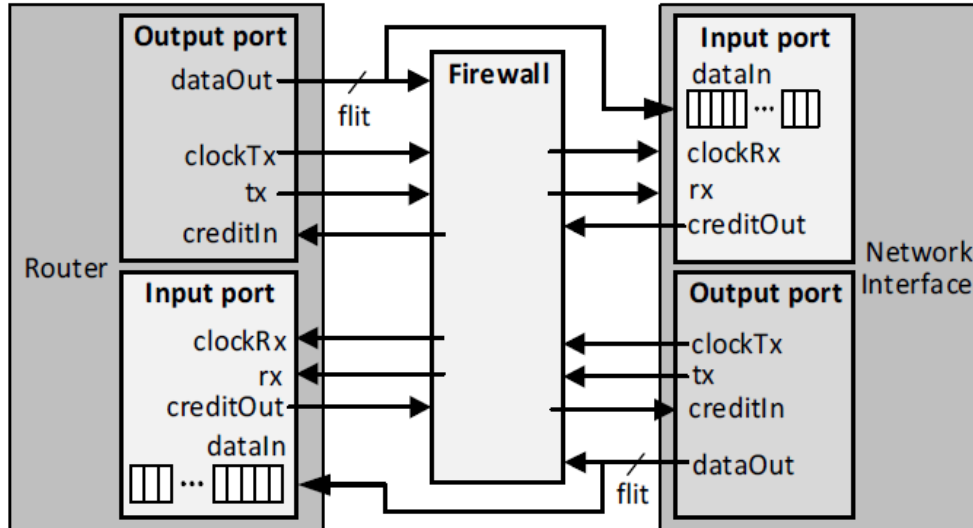 Output port
dataOut
flit
clockTx
tx
creditIn
Router
Input port
clockRx
rx
creditOut
dataIn
...
Firewall
Input port
dataIn
...
clockRx
rx
creditOut
Network
Interface
Output port
clockTx
tx
creditIn
dataOut
flit